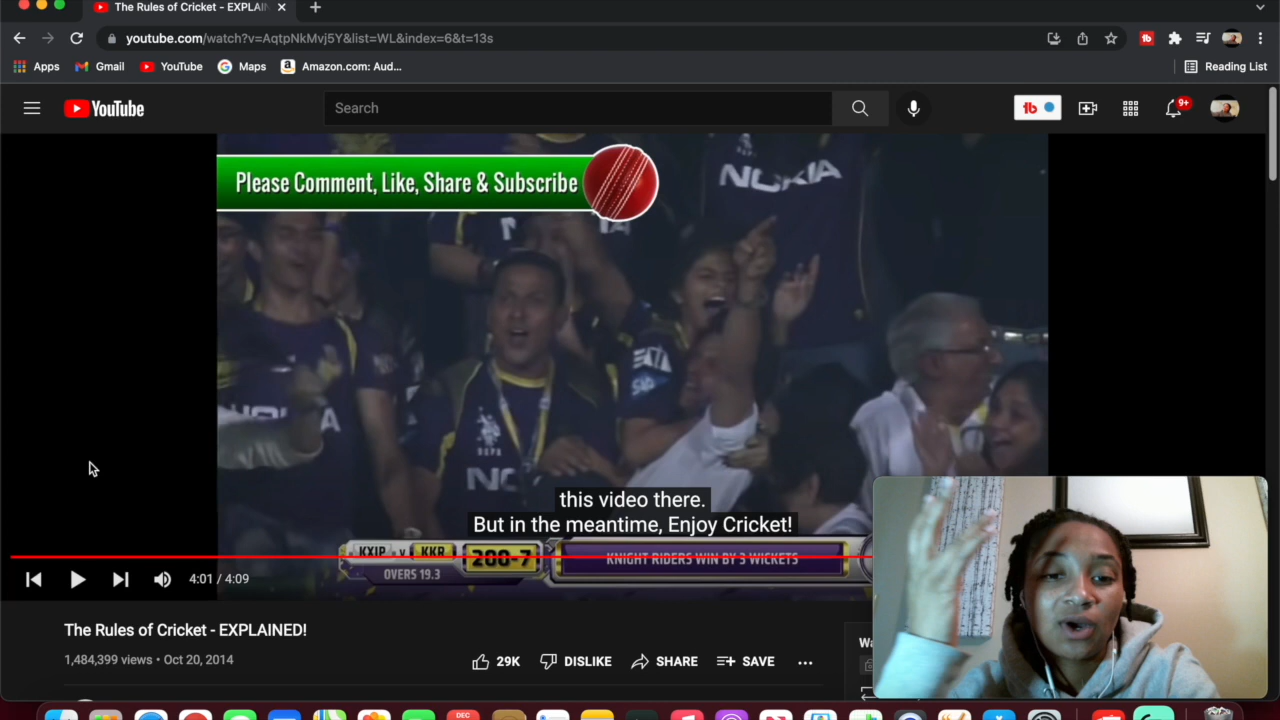 The Rules of Cricket - EXPLAIN
youtube.com/watch?v=AqtpNkMvj5Y&list=WL&index=6&t=13s
Apps
Gmail
YouTube
Maps
Amazon.com: Aud...
Reading List
YouTube
Search
9+
Please Comment, Like, Share & Subscribe
NOKIA
this video there.
But in the meantime, Enjoy Cricket!
KXIP v KKR
200-7
KNIGHT RIDERS WIN BY 3 WICKETS
OVERS 19.3
4:01 / 4:09
The Rules of Cricket - EXPLAINED!
1,484,399 views • Oct 20, 2014
29K
DISLIKE
SHARE
SAVE
DEC